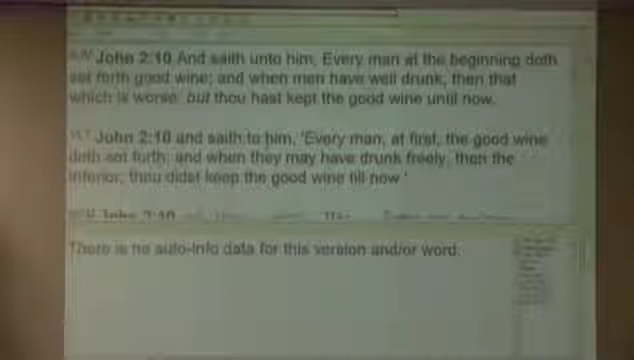 John 2:10 And saith unto him, Every man at the beginning doth
set forth good wine; and when men have well drunk, then that
which is worse: but thou hast kept the good wine until now.
John 2:10 and saith to him, 'Every man, at first, the good wine
doth set forth; and when they may have drunk freely, then the
inferior; thou didst keep the good wine till now.'
John 2:10
There is no auto-info data for this version and/or word: